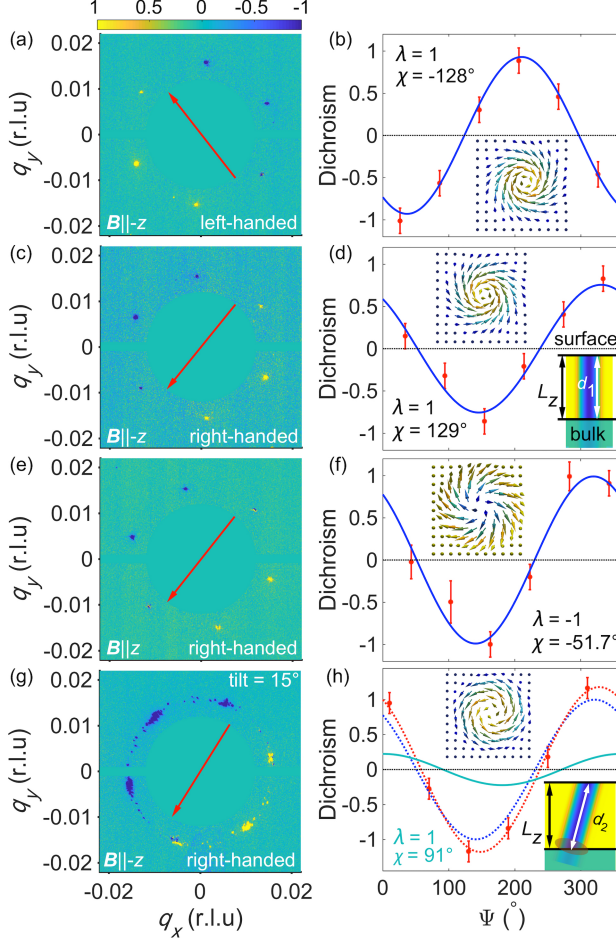 1 0.5 0 -0.5 -1
(a)
0.02
0.01
0
-0.01
-0.02
q_y (r.l.u)
B||-z
left-handed
(b)
1
0.5
0
-0.5
-1
Dichroism
λ = 1
χ = -128°
(c)
0.02
0.01
0
-0.01
-0.02
q_y (r.l.u)
B||-z
right-handed
(d)
1
0.5
0
-0.5
-1
Dichroism
λ = 1
χ = 129°
surface
L_z
d_1
bulk
(e)
0.02
0.01
0
-0.01
-0.02
q_y (r.l.u)
B||z
right-handed
(f)
1
0.5
0
-0.5
-1
Dichroism
λ = -1
χ = -51.7°
(g)
tilt = 15°
0.02
0.01
0
-0.01
-0.02
q_y (r.l.u)
B||-z
right-handed
-0.02 0 0.02
q_x (r.l.u)
(h)
1
0.5
0
-0.5
-1
Dichroism
λ = 1
χ = 91°
L_z
d_2
0 100 200 300
Ψ (°)